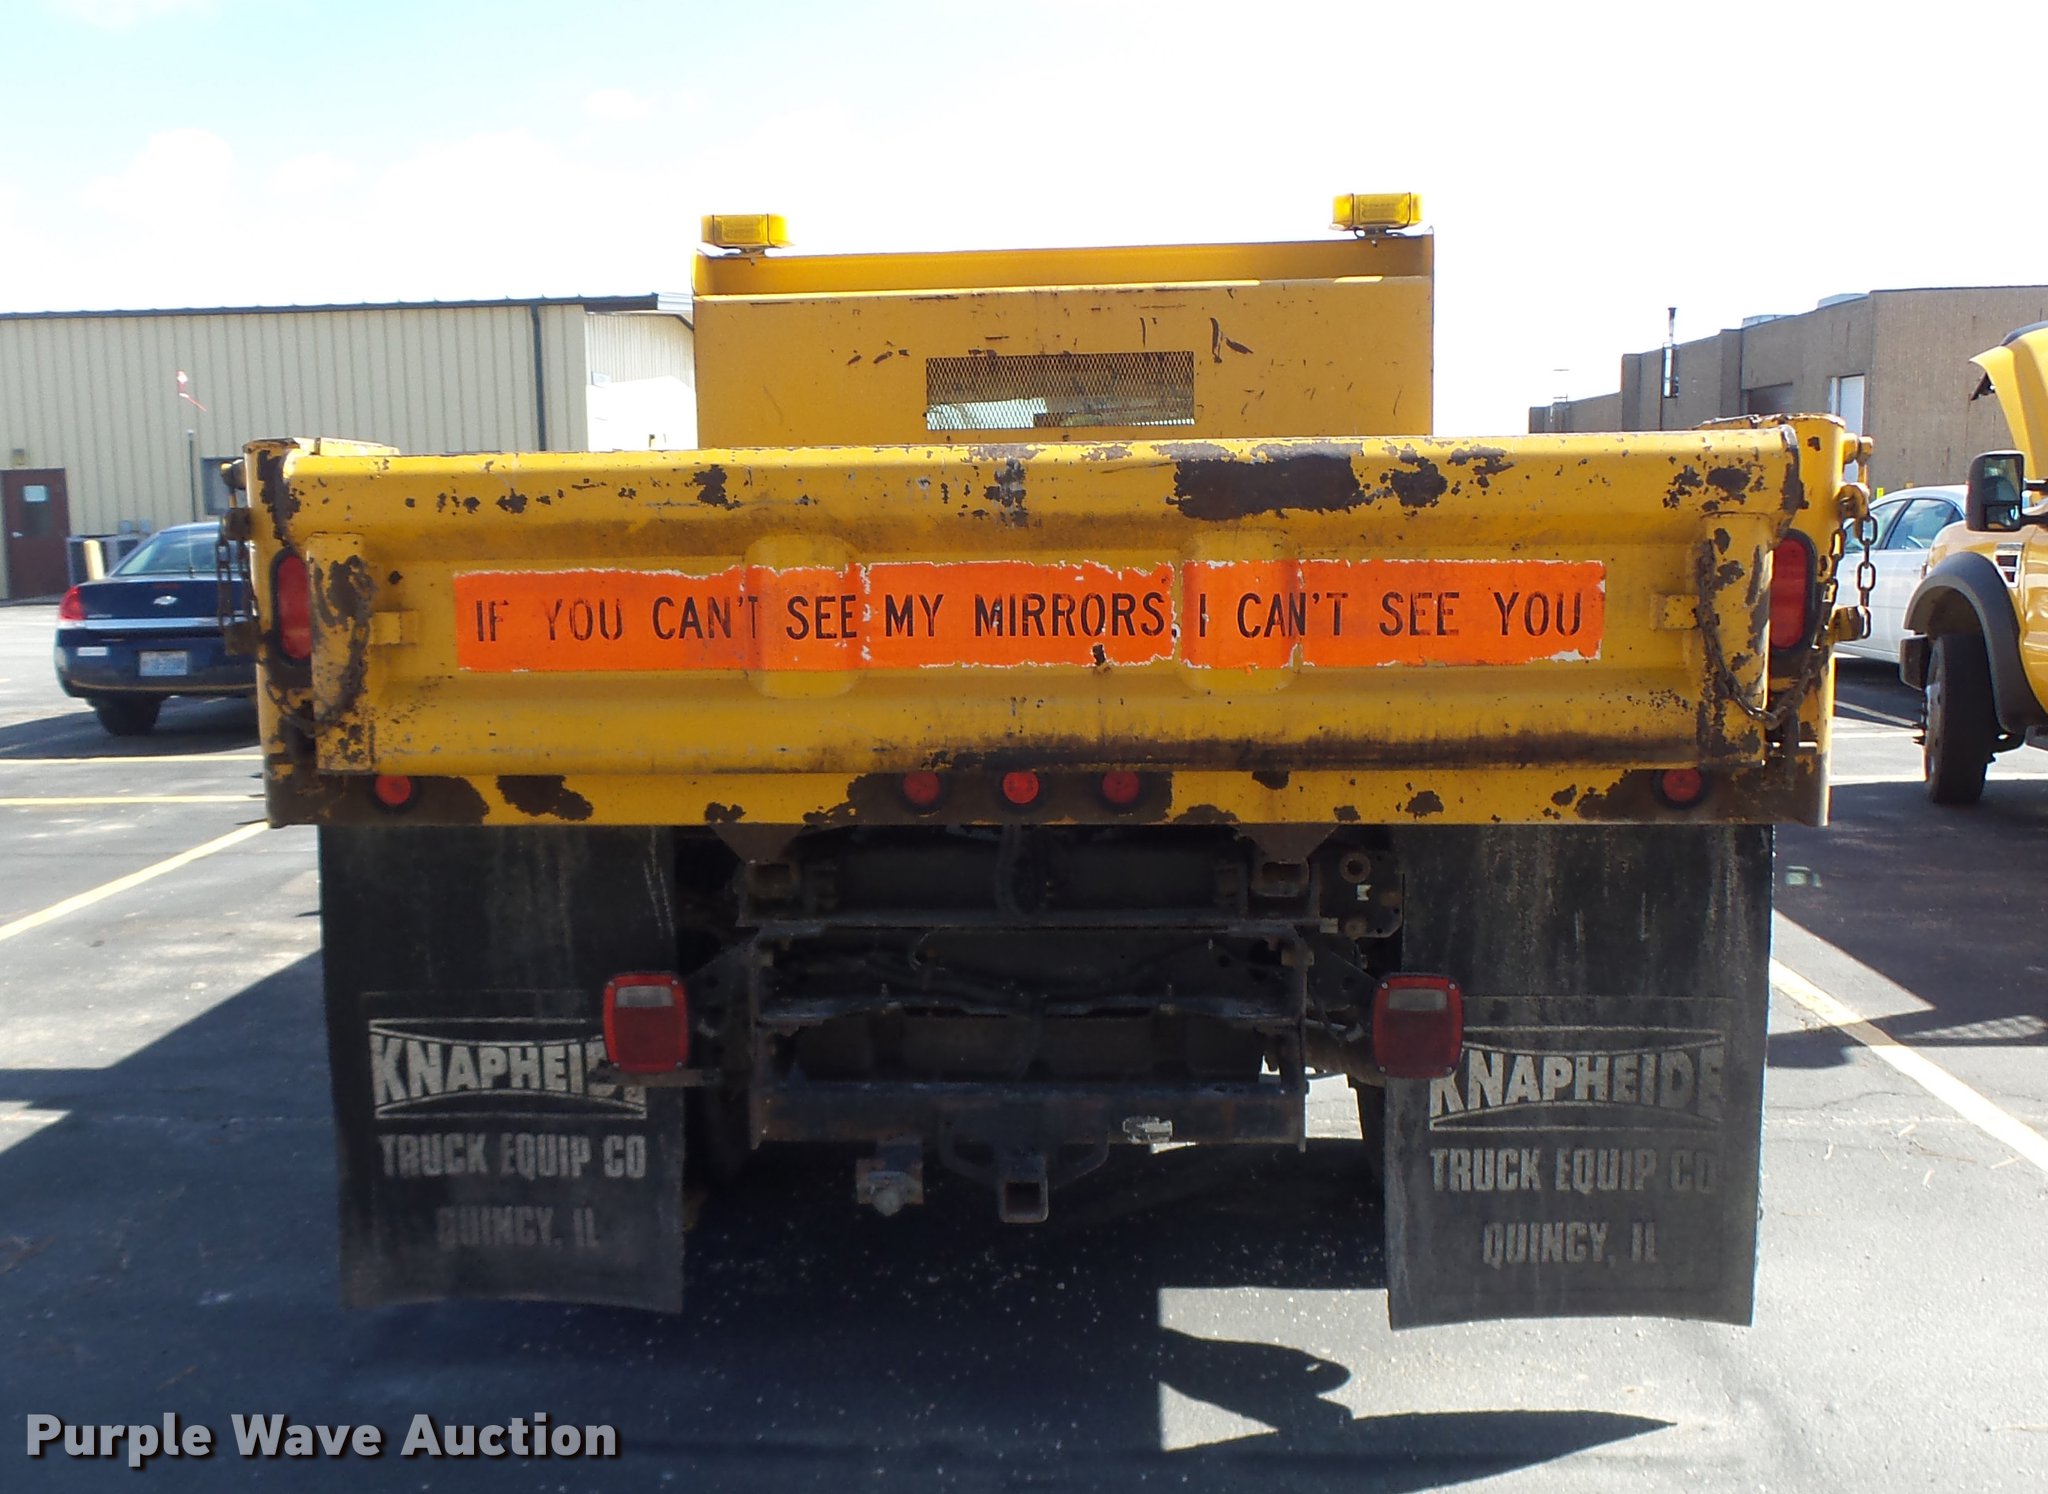 IF YOU CAN'T SEE MY MIRRORS, I CAN'T SEE YOU
KNAPHEIDE
TRUCK EQUIP CO
QUINCY, IL
KNAPHEIDE
TRUCK EQUIP CO
QUINCY, IL
Purple Wave Auction